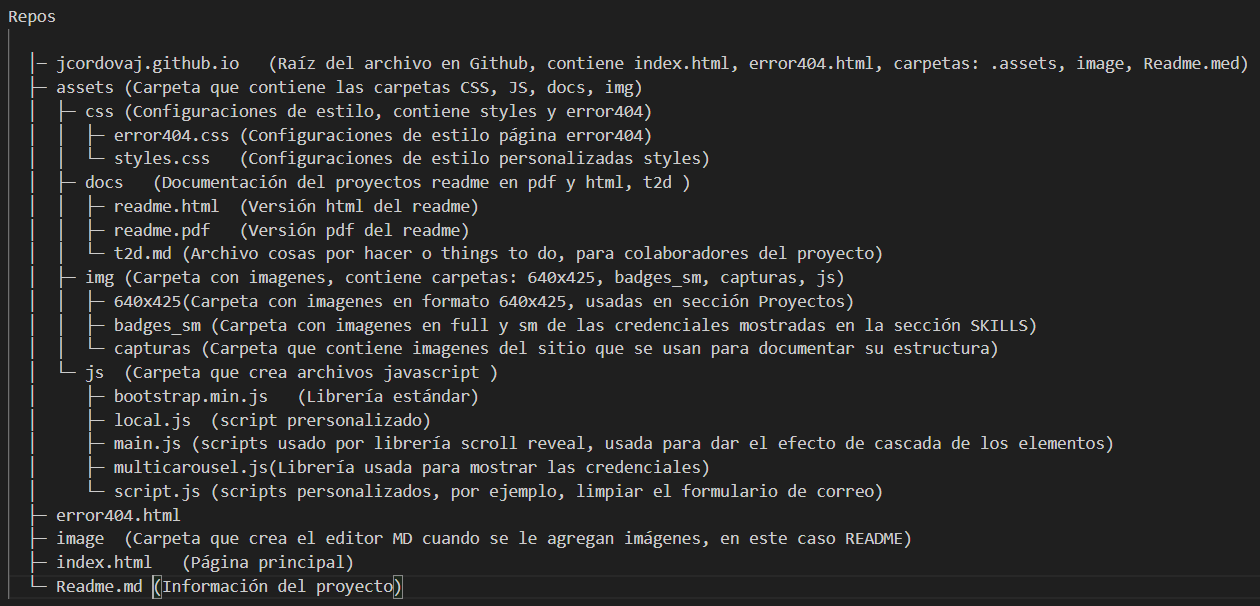 Repos
├─ jcordovaj.github.io   (Raíz del archivo en Github, contiene index.html, error404.html, carpetas: .assets, image, Readme.med)
├─ assets (Carpeta que contiene las carpetas CSS, JS, docs, img)
│  ├─ css (Configuraciones de estilo, contiene styles y error404)
│  │  ├─ error404.css (Configuraciones de estilo página error404)
│  │  └─ styles.css   (Configuraciones de estilo personalizadas styles)
│  ├─ docs   (Documentación del proyectos readme en pdf y html, t2d )
│  │  ├─ readme.html  (Versión html del readme)
│  │  ├─ readme.pdf   (Versión pdf del readme)
│  │  └─ t2d.md (Archivo cosas por hacer o things to do, para colaboradores del proyecto)
│  ├─ img (Carpeta con imagenes, contiene carpetas: 640x425, badges_sm, capturas, js)
│  │  ├─ 640x425(Carpeta con imagenes en formato 640x425, usadas en sección Proyectos)
│  │  ├─ badges_sm (Carpeta con imagenes en full y sm de las credenciales mostradas en la sección SKILLS)
│  │  └─ capturas (Carpeta que contiene imagenes del sitio que se usan para documentar su estructura)
│  └─ js  (Carpeta que crea archivos javascript )
│     ├─ bootstrap.min.js   (Librería estándar)
│     ├─ local.js  (script prersonalizado)
│     ├─ main.js (scripts usado por librería scroll reveal, usada para dar el efecto de cascada de los elementos)
│     ├─ multicarousel.js(Librería usada para mostrar las credenciales)
│     └─ script.js (scripts personalizados, por ejemplo, limpiar el formulario de correo)
├─ error404.html
├─ image  (Carpeta que crea el editor MD cuando se le agregan imágenes, en este caso README)
├─ index.html   (Página principal)
└─ Readme.md (Información del proyecto)